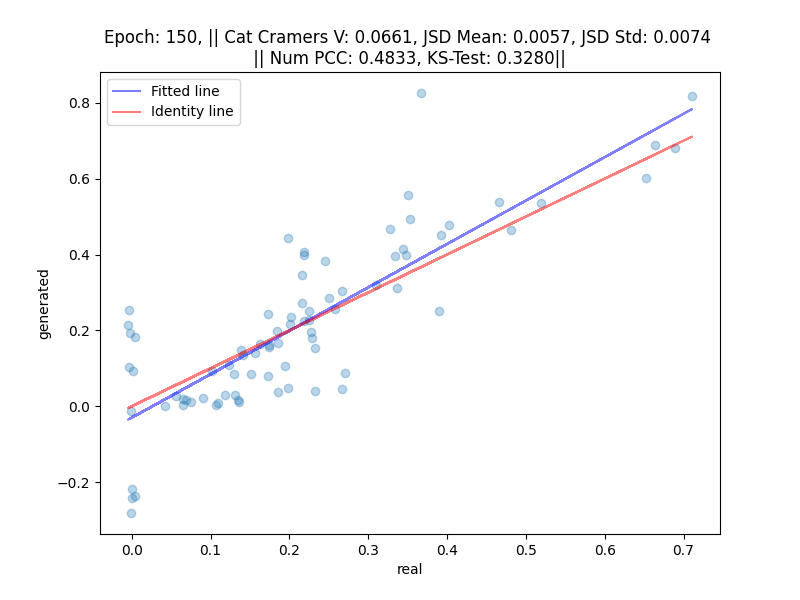 Epoch: 150, || Cat Cramers V: 0.0661, JSD Mean: 0.0057, JSD Std: 0.0074
|| Num PCC: 0.4833, KS-Test: 0.3280||
Fitted line
Identity line
generated
0.8
0.6
0.4
0.2
0.0
−0.2
0.0 0.1 0.2 0.3 0.4 0.5 0.6 0.7
real